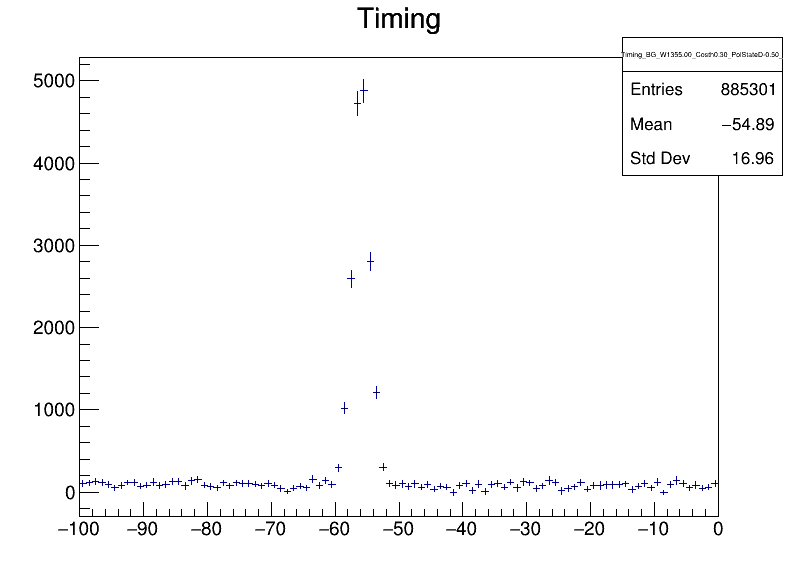 Timing
Timing_BG_W1355.00_Costh0.30_PolStateD-0.50_
Entries 885301
Mean −54.89
Std Dev 16.96
5000
4000
3000
2000
1000
0
−100 −90 −80 −70 −60 −50 −40 −30 −20 −10 0